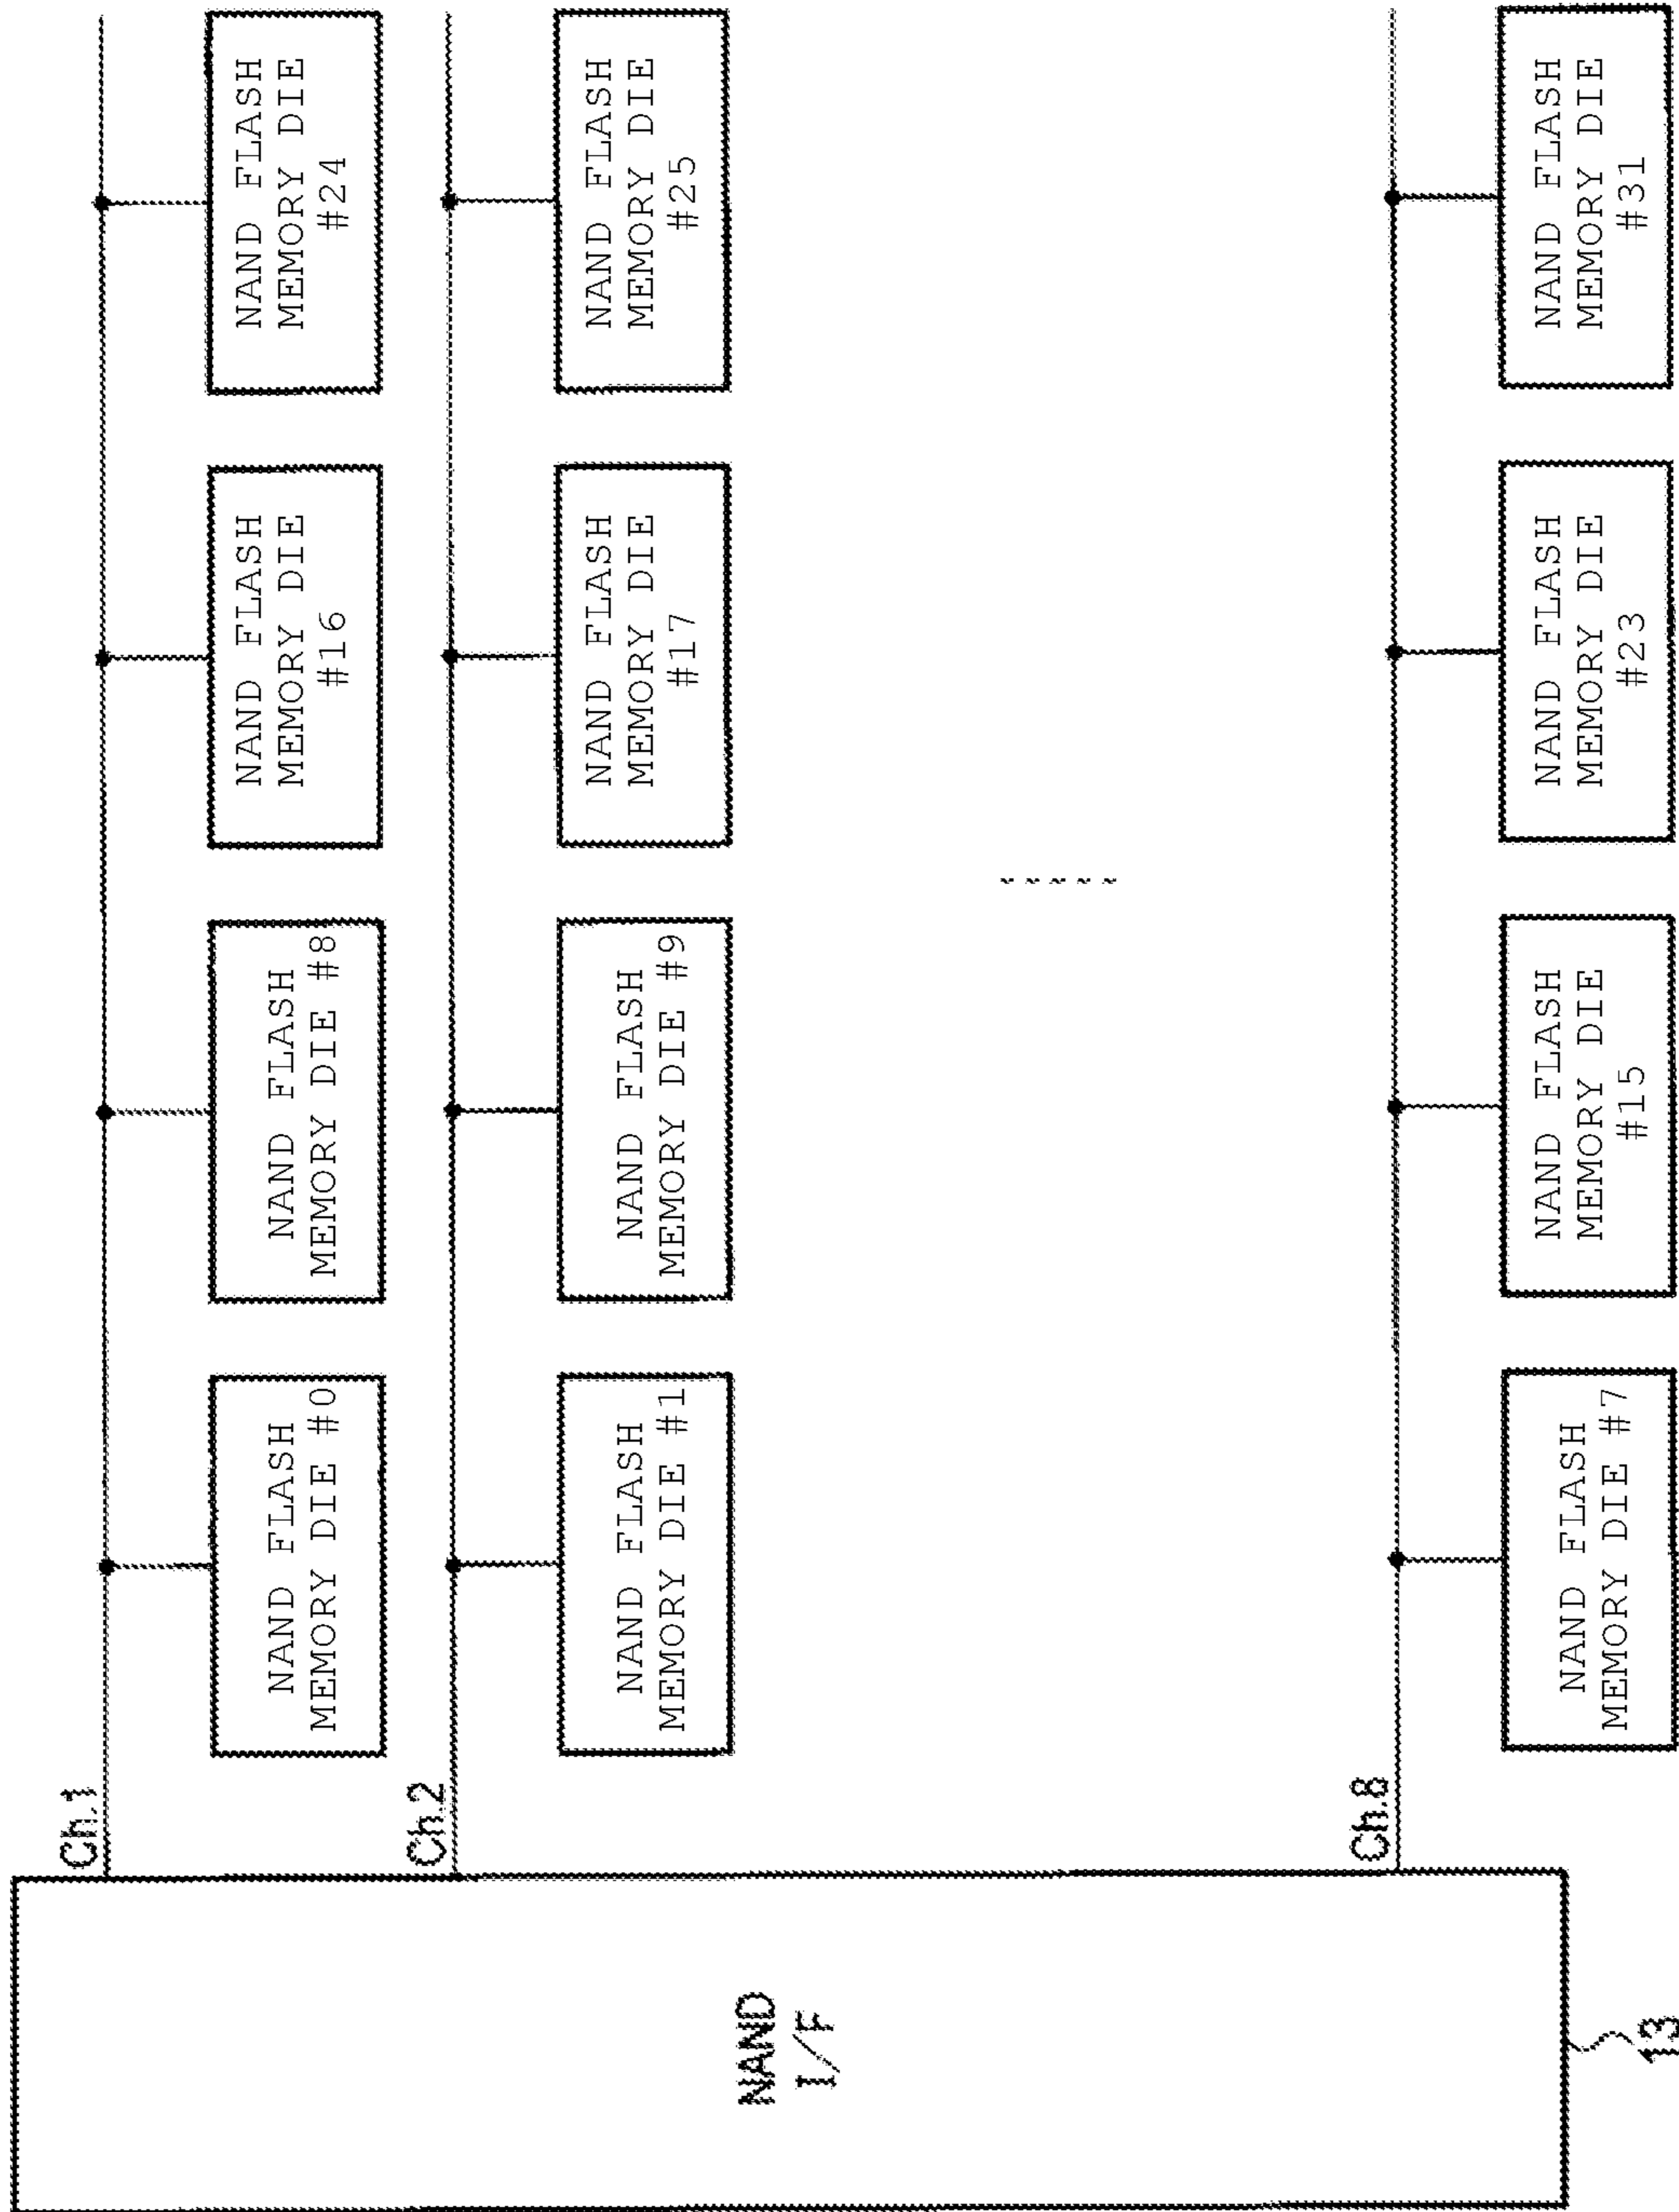 NAND
I/F
13
Ch.1
NAND FLASH
MEMORY DIE #0
NAND FLASH
MEMORY DIE #8
NAND FLASH
MEMORY DIE
#16
NAND FLASH
MEMORY DIE
#24
Ch.2
NAND FLASH
MEMORY DIE #1
NAND FLASH
MEMORY DIE #9
NAND FLASH
MEMORY DIE
#17
NAND FLASH
MEMORY DIE
#25
Ch.8
NAND FLASH
MEMORY DIE #7
NAND FLASH
MEMORY DIE
#15
NAND FLASH
MEMORY DIE
#23
NAND FLASH
MEMORY DIE
#31